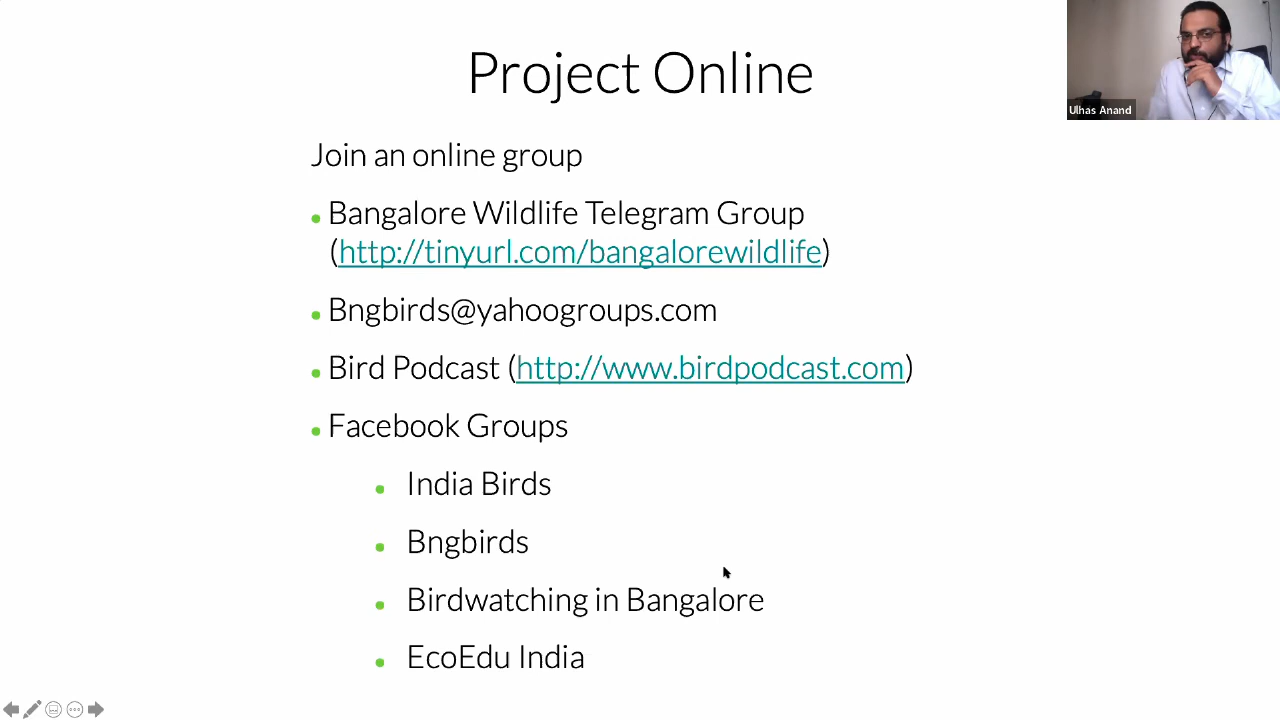 Project Online
Ulhas Anand
Join an online group
Bangalore Wildlife Telegram Group
(http://tinyurl.com/bangalorewildlife)
Bngbirds@yahoogroups.com
Bird Podcast (http://www.birdpodcast.com)
Facebook Groups
India Birds
Bngbirds
Birdwatching in Bangalore
EcoEdu India